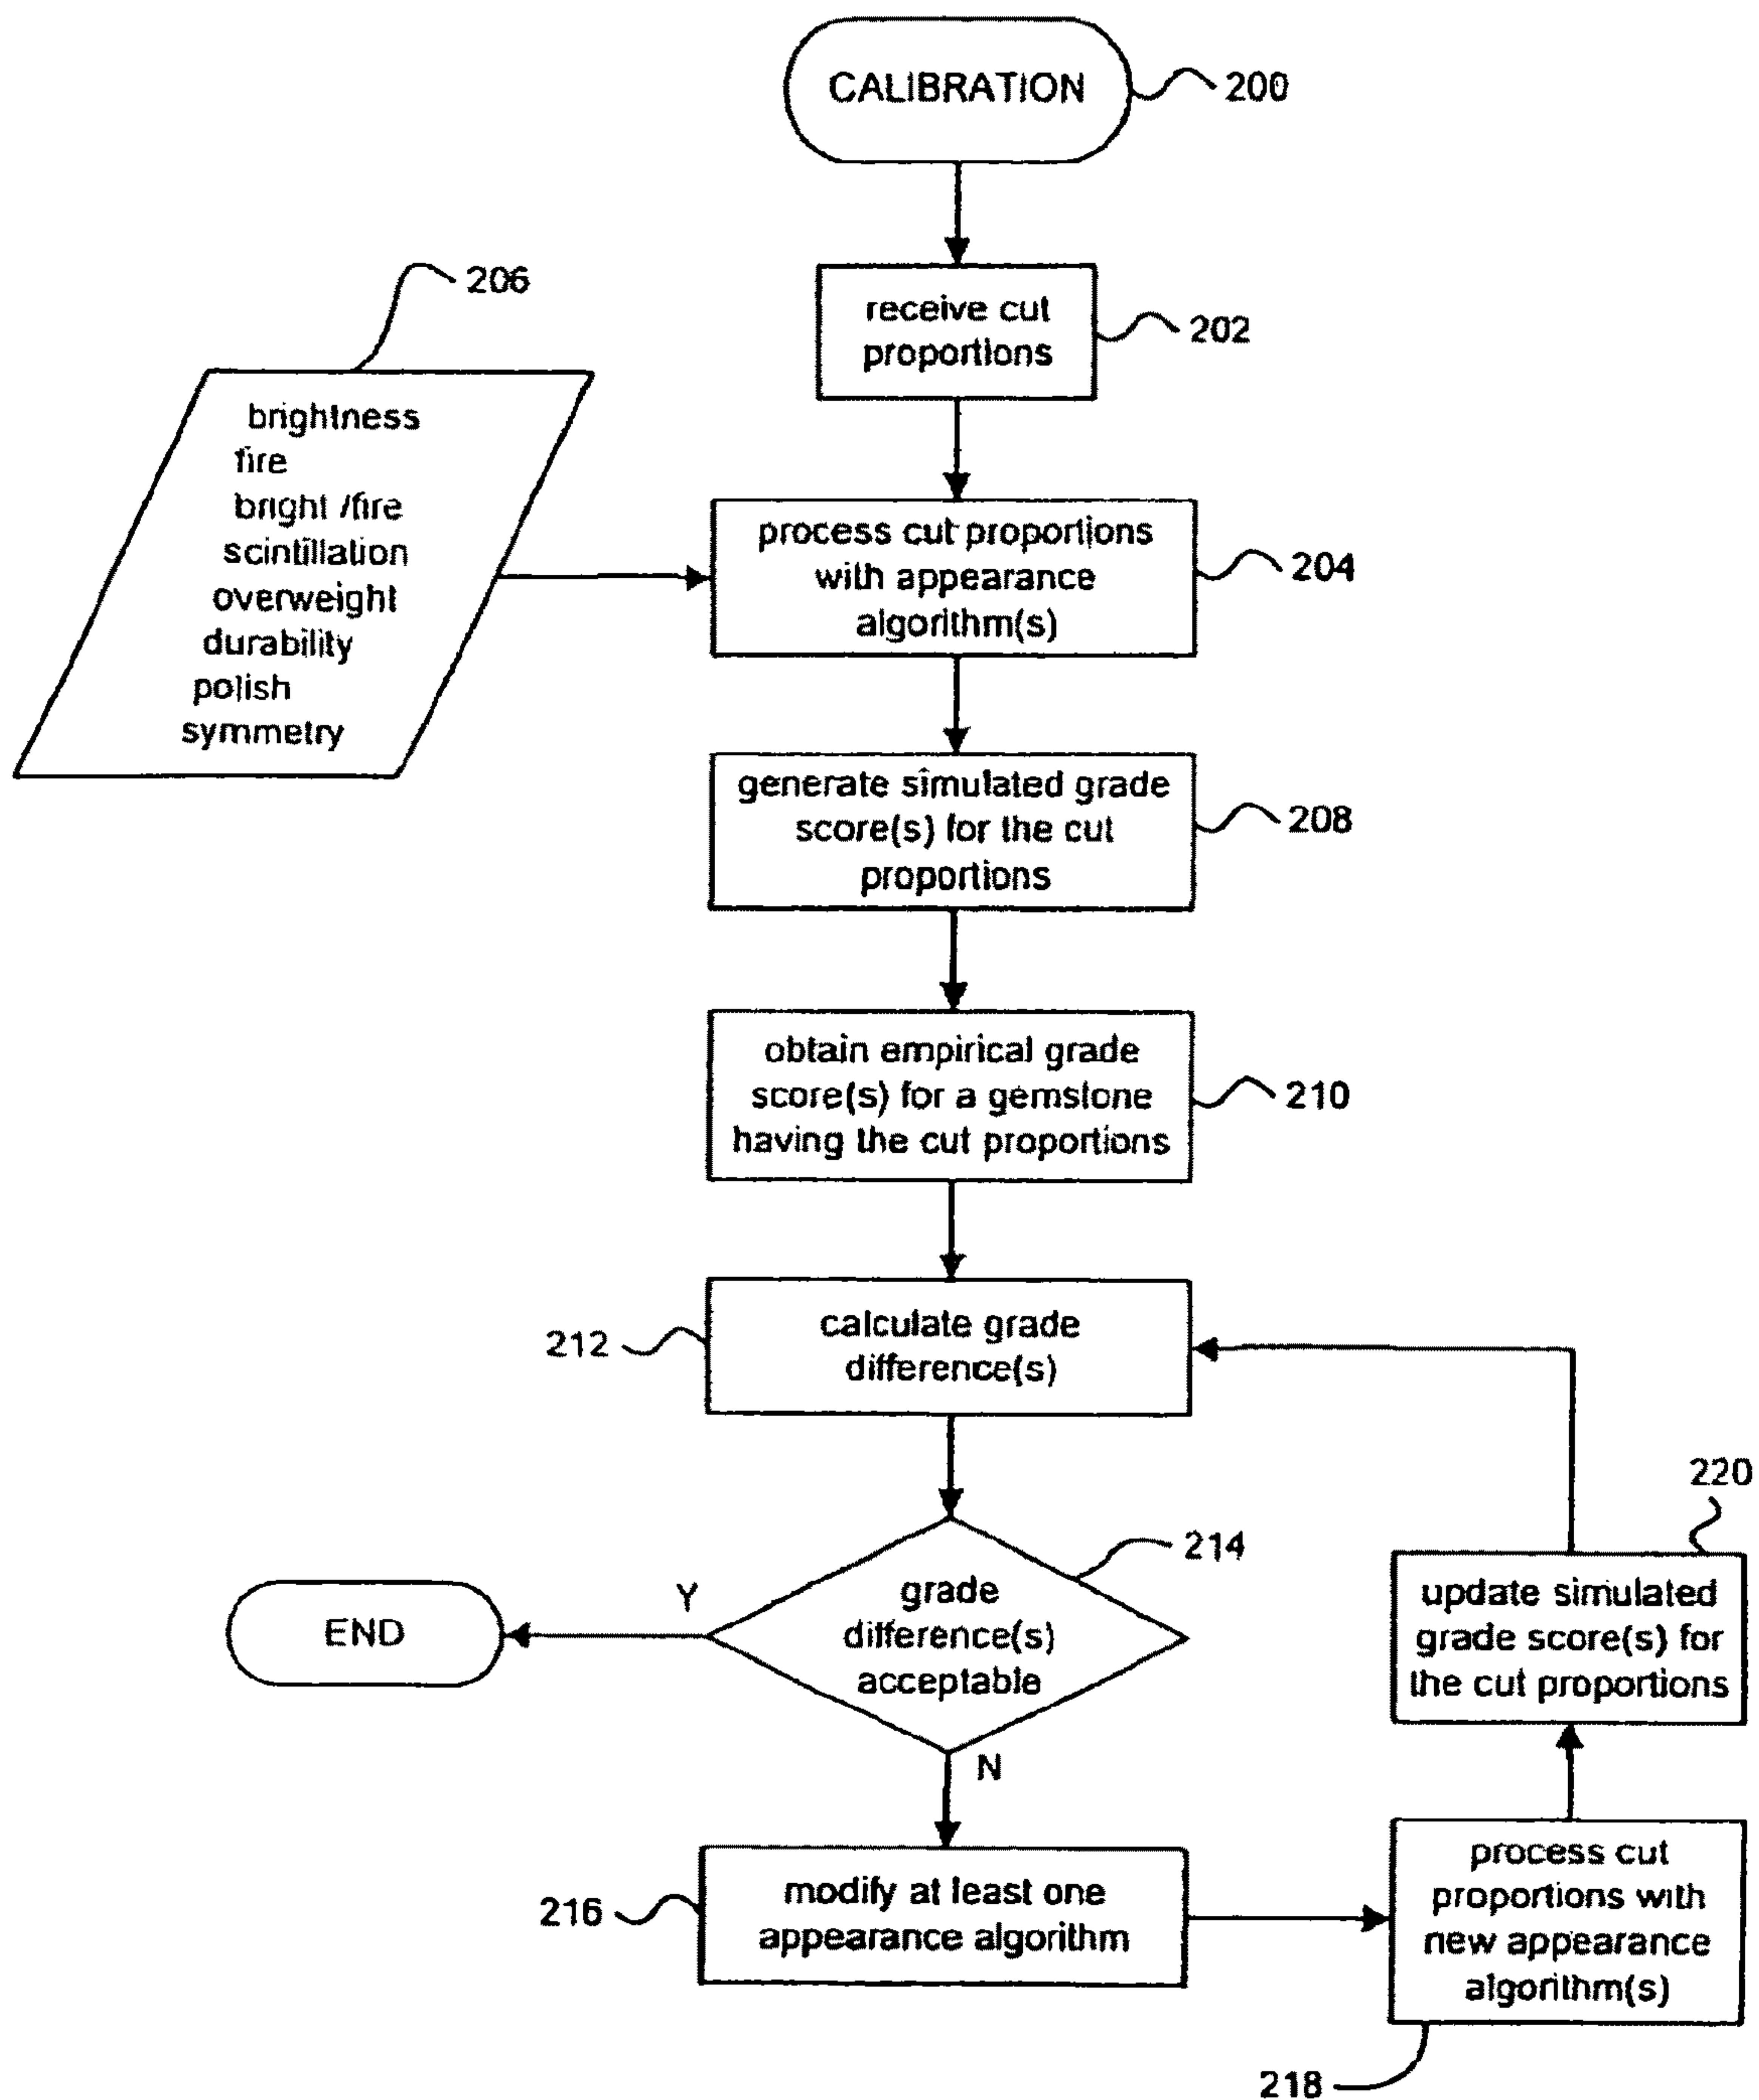 CALIBRATION
200
receive cut
proportions
202
206
brightness
fire
bright /fire
scintillation
overweight
durability
polish
symmetry
process cut proportions
with appearance
algorithm(s)
204
generate simulated grade
score(s) for the cut
proportions
208
obtain empirical grade
score(s) for a gemstone
having the cut proportions
210
212
calculate grade
difference(s)
214
grade
difference(s)
acceptable
Y
END
N
216
modify at least one
appearance algorithm
process cut
proportions with
new appearance
algorithm(s)
218
220
update simulated
grade score(s) for
the cut proportions